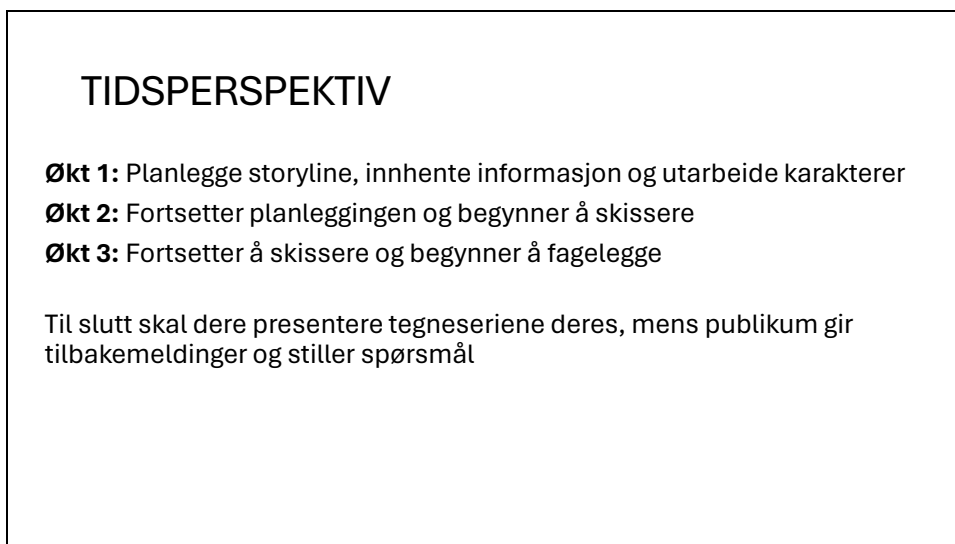 TIDSPERSPEKTIV
Økt 1: Planlegge storyline, innhente informasjon og utarbeide karakterer
Økt 2: Fortsetter planleggingen og begynner å skissere
Økt 3: Fortsetter å skissere og begynner å fagelegge
Til slutt skal dere presentere tegneseriene deres, mens publikum gir
tilbakemeldinger og stiller spørsmål